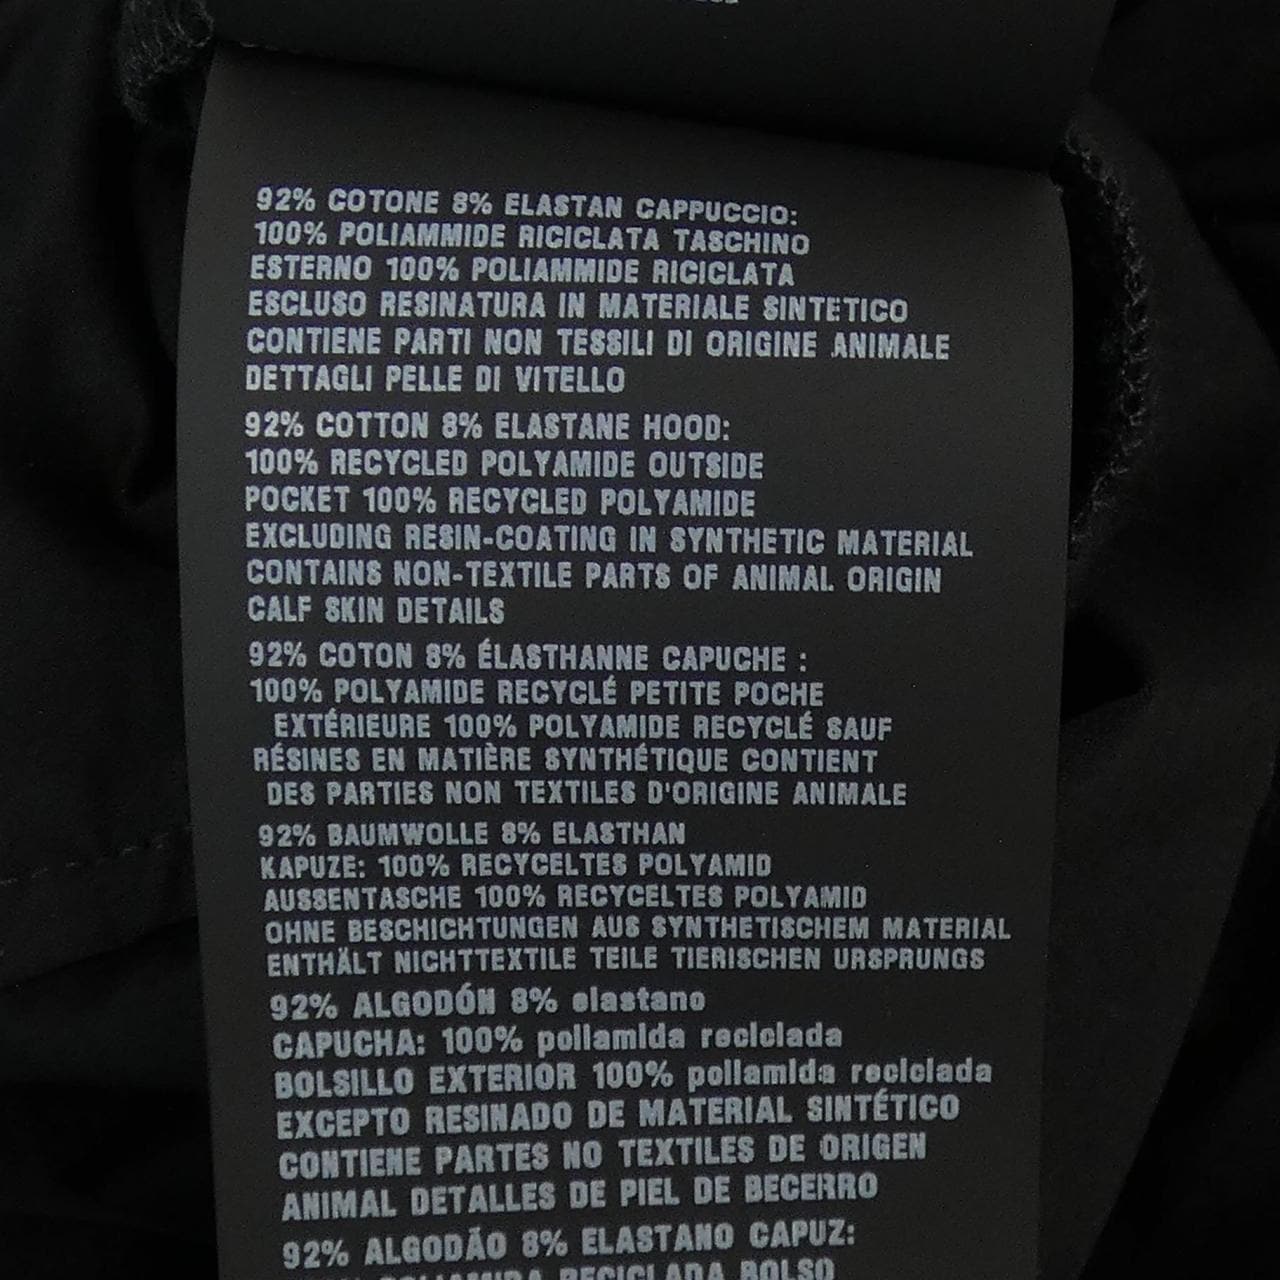 92% COTONE 8% ELASTAN CAPPUCCIO:
100% POLIAMMIDE RICICLATA TASCHINO
ESTERNO 100% POLIAMMIDE RICICLATA
ESCLUSO RESINATURA IN MATERIALE SINTETICO
CONTIENE PARTI NON TESSILI DI ORIGINE ANIMALE
DETTAGLI PELLE DI VITELLO
92% COTTON 8% ELASTANE HOOD:
100% RECYCLED POLYAMIDE OUTSIDE
POCKET 100% RECYCLED POLYAMIDE
EXCLUDING RESIN-COATING IN SYNTHETIC MATERIAL
CONTAINS NON-TEXTILE PARTS OF ANIMAL ORIGIN
CALF SKIN DETAILS
92% COTON 8% ÉLASTHANNE CAPUCHE :
100% POLYAMIDE RECYCLÉ PETITE POCHE
EXTÉRIEURE 100% POLYAMIDE RECYCLÉ SAUF
RÉSINES EN MATIÈRE SYNTHÉTIQUE CONTIENT
DES PARTIES NON TEXTILES D'ORIGINE ANIMALE
92% BAUMWOLLE 8% ELASTHAN
KAPUZE: 100% RECYCELTES POLYAMID
AUSSENTASCHE 100% RECYCELTES POLYAMID
OHNE BESCHICHTUNGEN AUS SYNTHETISCHEM MATERIAL
ENTHÄLT NICHTTEXTILE TEILE TIERISCHEN URSPRUNGS
92% ALGODÓN 8% elastano
CAPUCHA: 100% poliamida reciclada
BOLSILLO EXTERIOR 100% poliamida reciclada
EXCEPTO RESINADO DE MATERIAL SINTÉTICO
CONTIENE PARTES NO TEXTILES DE ORIGEN
ANIMAL DETALLES DE PIEL DE BECERRO
92% ALGODÃO 8% ELASTANO CAPUZ:
RECICLADA BOLSO